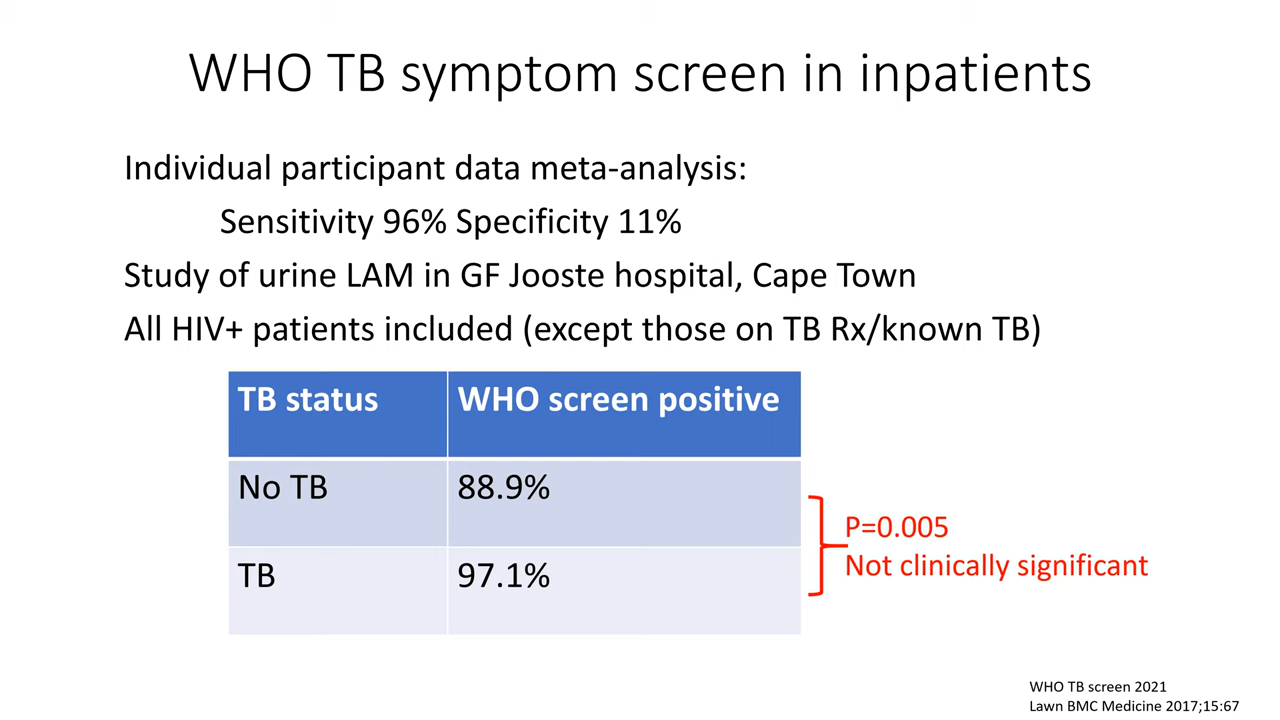 WHO TB symptom screen in inpatients
Individual participant data meta-analysis:
Sensitivity 96% Specificity 11%
Study of urine LAM in GF Jooste hospital, Cape Town
All HIV+ patients included (except those on TB Rx/known TB)
TB status WHO screen positive
No TB 88.9%
TB 97.1%
P=0.005
Not clinically significant
WHO TB screen 2021
Lawn BMC Medicine 2017;15:67